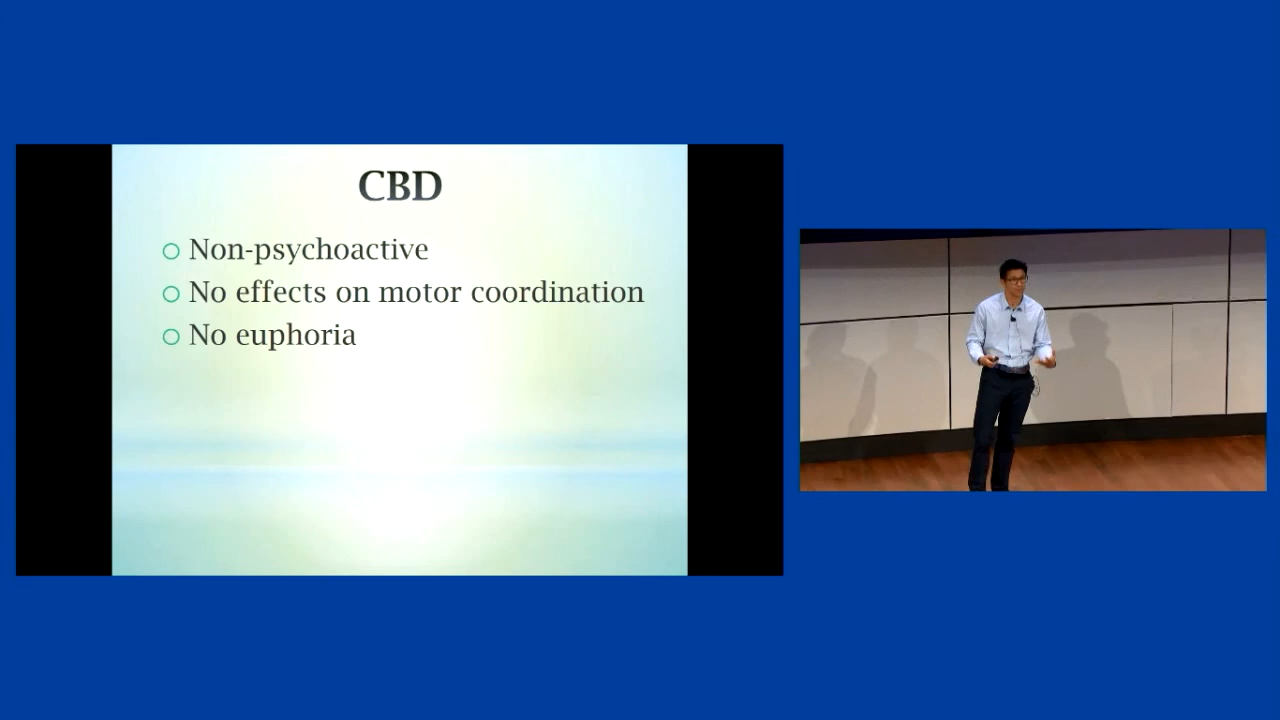 CBD
Non-psychoactive
No effects on motor coordination
No euphoria